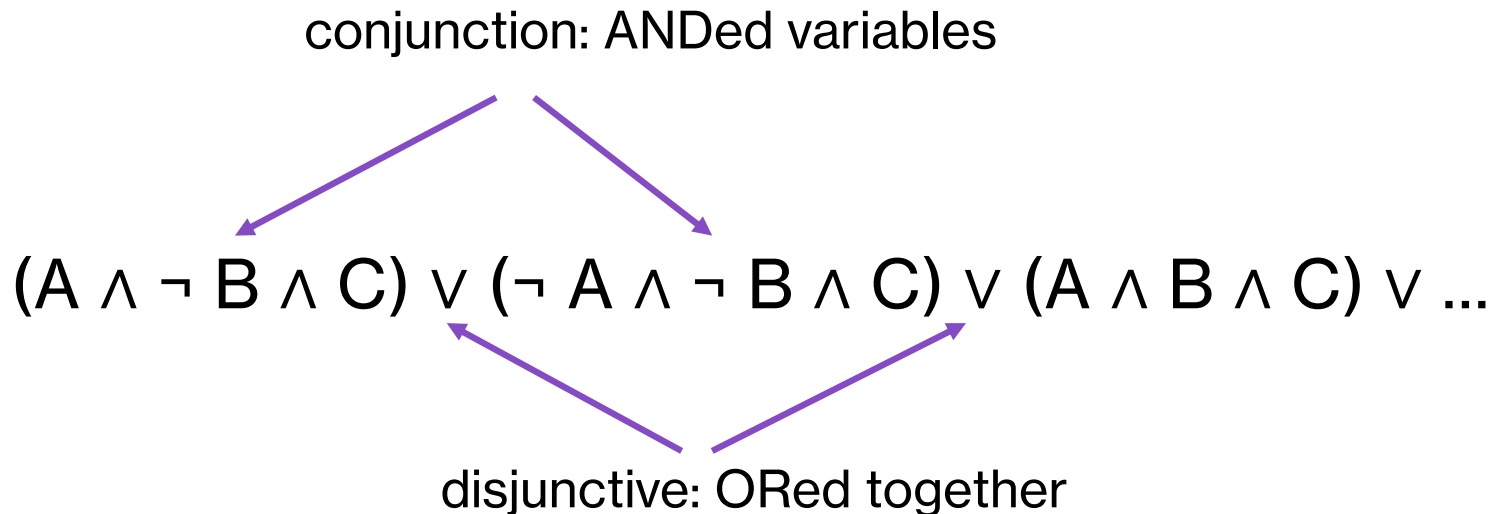 conjunction: ANDed variables
(A ∧ ¬ B ∧ C) ∨ (¬ A ∧ ¬ B ∧ C) ∨ (A ∧ B ∧ C) ∨ ...
disjunctive: ORed together